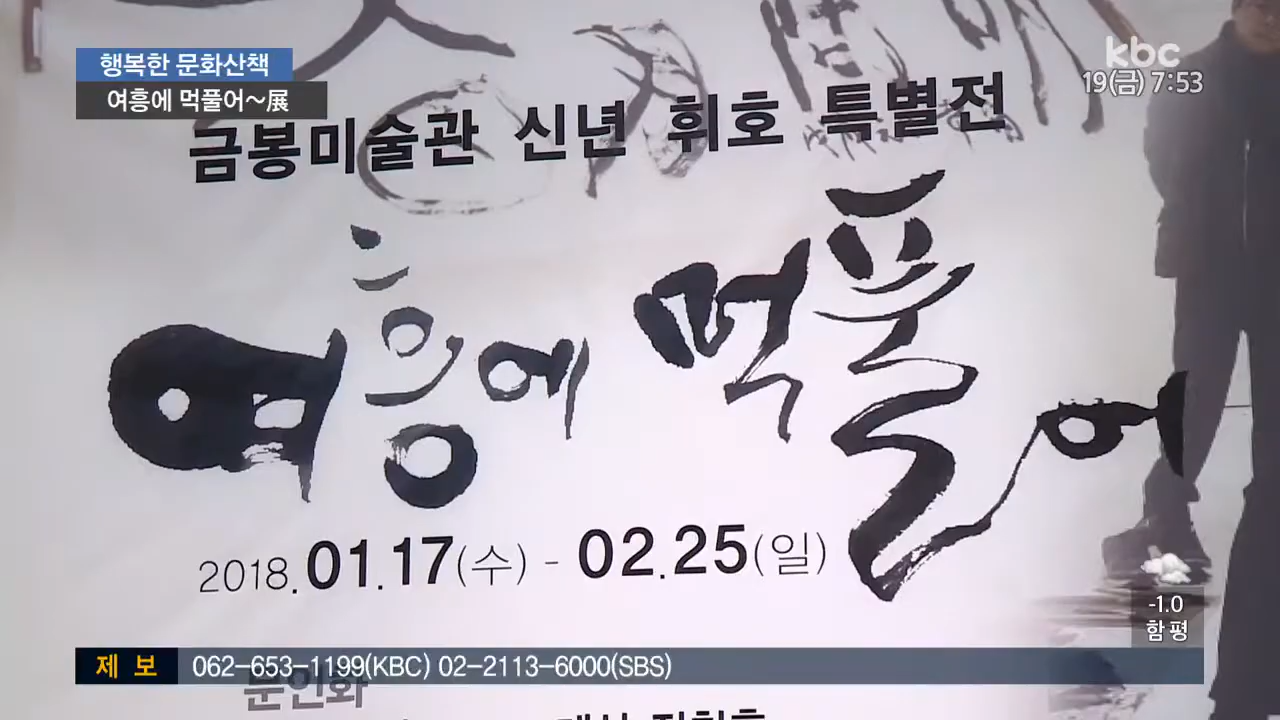 행복한 문화산책
여흥에 먹풀어~展
kbc
19(금) 7:53
금봉미술관 신년 휘호 특별전
여흥에 먹풀어
2018. 01.17(수) - 02.25(일)
-1.0
함평
제 보 062-653-1199(KBC) 02-2113-6000(SBS)
문인화